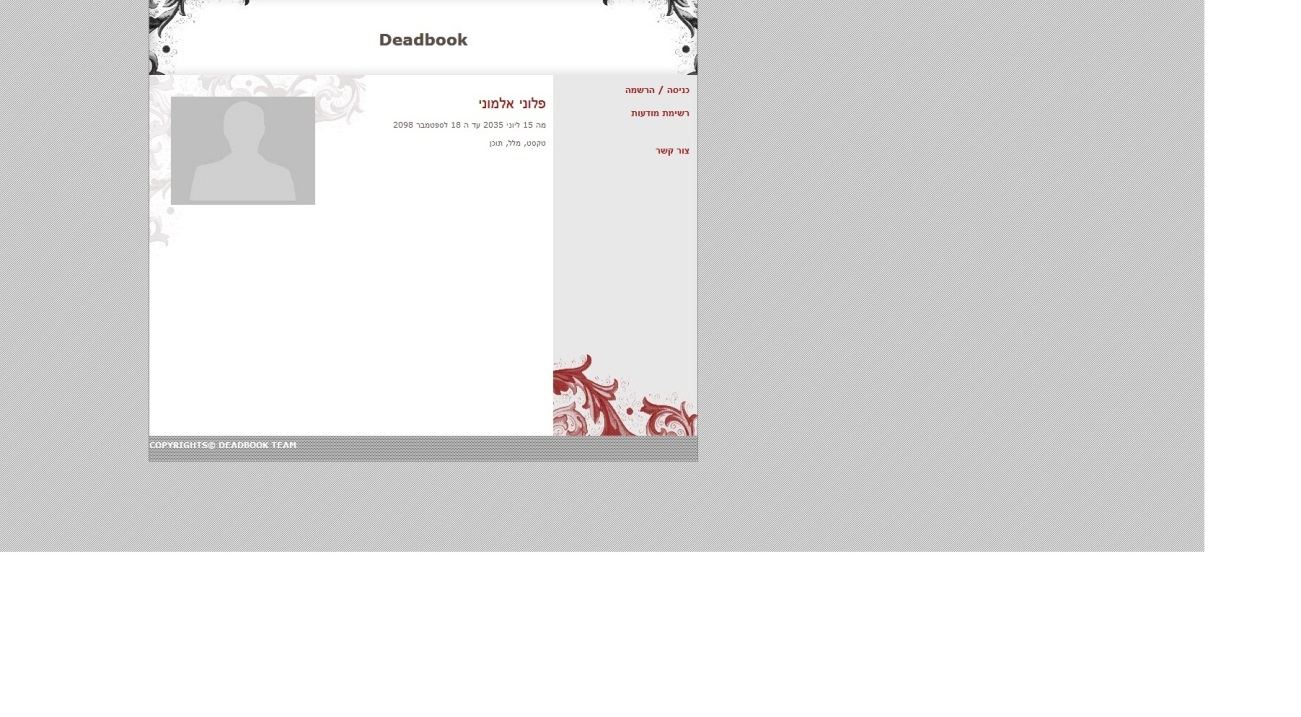 Deadbook
כניסה / הרשמה
רשימת מודעות
צור קשר
פלוני אלמוני
מה 15 ליוני 2035 עד ה 18 לספטמבר 2098
טקסט, מלל, תוכן
COPYRIGHTS© DEADBOOK TEAM